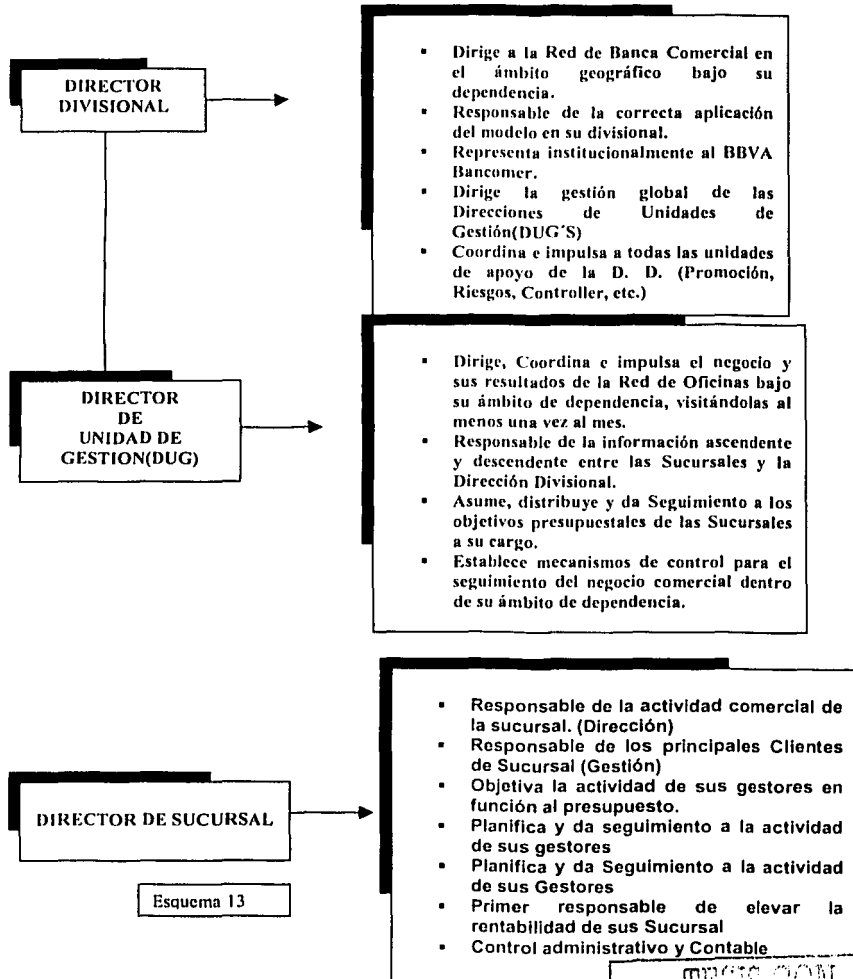 DIRECTOR
DIVISIONAL
▪ Dirige a la Red de Banca Comercial en
el ámbito geográfico bajo su
dependencia.
▪ Responsable de la correcta aplicación
del modelo en su divisional.
▪ Representa institucionalmente al BBVA
Bancomer.
▪ Dirige la gestión global de las
Direcciones de Unidades de
Gestión(DUG´S)
▪ Coordina e impulsa a todas las unidades
de apoyo de la D. D. (Promoción,
Riesgos, Controller, etc.)
DIRECTOR
DE
UNIDAD DE
GESTION(DUG)
▪ Dirige, Coordina e impulsa el negocio y
sus resultados de la Red de Oficinas bajo
su ámbito de dependencia, visitándolas al
menos una vez al mes.
▪ Responsable de la información ascendente
y descendente entre las Sucursales y la
Dirección Divisional.
▪ Asume, distribuye y da Seguimiento a los
objetivos presupuestales de las Sucursales
a su cargo.
▪ Establece mecanismos de control para el
seguimiento del negocio comercial dentro
de su ámbito de dependencia.
DIRECTOR DE SUCURSAL
▪ Responsable de la actividad comercial de
la sucursal. (Dirección)
▪ Responsable de los principales Clientes
de Sucursal (Gestión)
▪ Objetiva la actividad de sus gestores en
función al presupuesto.
▪ Planifica y da seguimiento a la actividad
de sus gestores
▪ Planifica y da Seguimiento a la actividad
de sus Gestores
▪ Primer responsable de elevar la
rentabilidad de sus Sucursal
▪ Control administrativo y Contable
Esquema 13